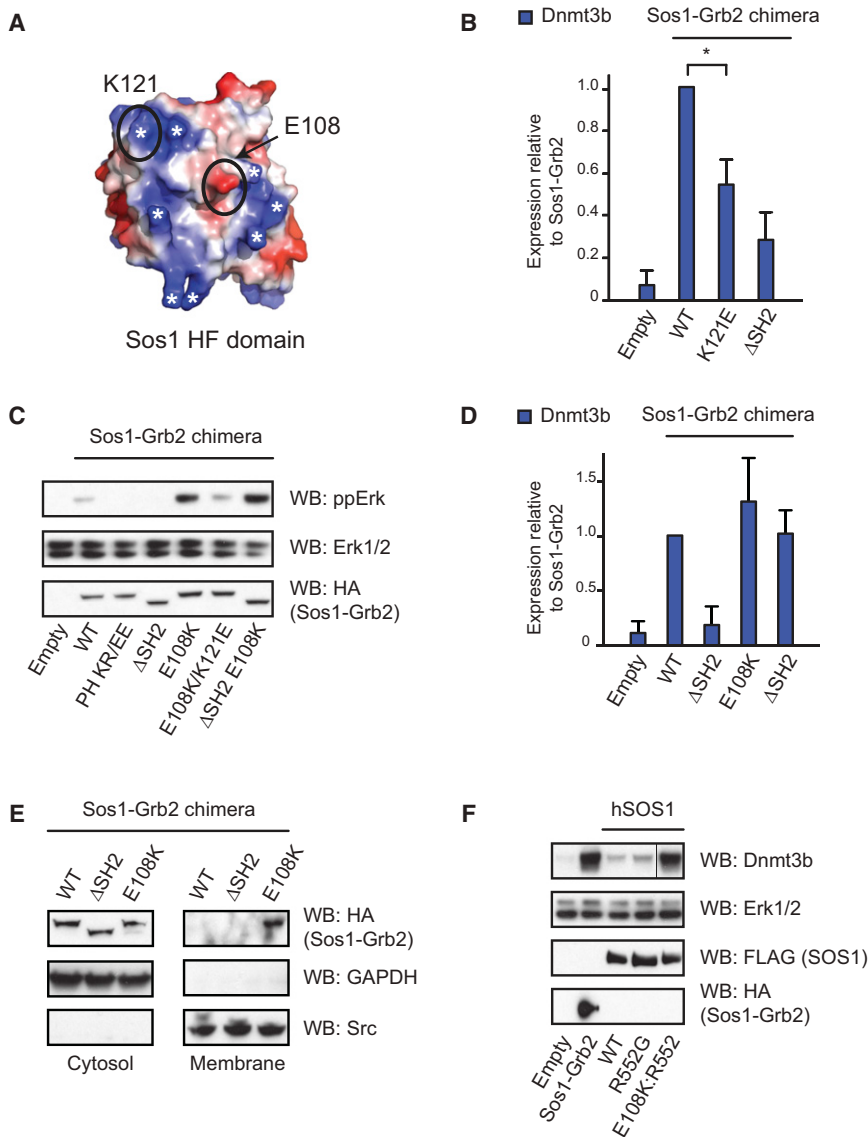 A
K121
E108
*
*
*
*
*
*
*
*
Sos1 HF domain
B
Dnmt3b
Sos1-Grb2 chimera
*
1.0
0.8
0.6
0.4
0.2
0
Expression relative
to Sos1-Grb2
Empty
WT
K121E
ΔSH2
C
Sos1-Grb2 chimera
WB: ppErk
WB: Erk1/2
WB: HA
(Sos1-Grb2)
Empty
WT
PH KR/EE
ΔSH2
E108K
E108K/K121E
ΔSH2 E108K
D
Dnmt3b
Sos1-Grb2 chimera
1.5
1.0
0.5
0
Expression relative
to Sos1-Grb2
Empty
WT
ΔSH2
E108K
ΔSH2
E
Sos1-Grb2 chimera
WT
ΔSH2
E108K
WT
ΔSH2
E108K
WB: HA
(Sos1-Grb2)
WB: GAPDH
WB: Src
Cytosol
Membrane
F
hSOS1
WB: Dnmt3b
WB: Erk1/2
WB: FLAG (SOS1)
WB: HA
(Sos1-Grb2)
Empty
Sos1-Grb2
WT
R552G
E108K:R552